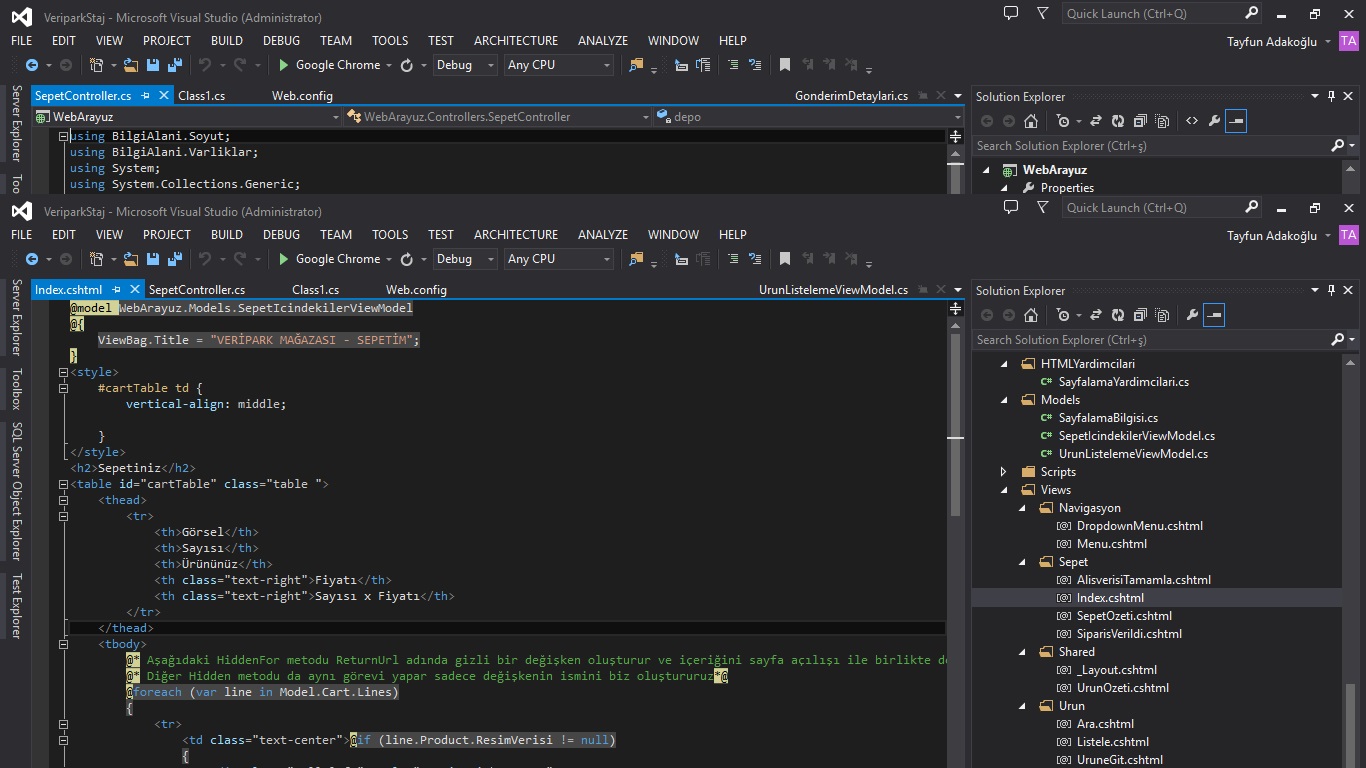 VeriparkStaj - Microsoft Visual Studio (Administrator)
Quick Launch (Ctrl+Q)
FILE EDIT VIEW PROJECT BUILD DEBUG TEAM TOOLS TEST ARCHITECTURE ANALYZE WINDOW HELP
Tayfun Adakoğlu TA
Google Chrome Debug Any CPU
Server Explorer
Too
SepetController.cs Class1.cs Web.config GonderimDetaylari.cs
WebArayuz WebArayuz.Controllers.SepetController depo
using BilgiAlani.Soyut;
using BilgiAlani.Varliklar;
using System;
using System.Collections.Generic;
Solution Explorer
Search Solution Explorer (Ctrl+ş)
WebArayuz
Properties
VeriparkStaj - Microsoft Visual Studio (Administrator)
Quick Launch (Ctrl+Q)
FILE EDIT VIEW PROJECT BUILD DEBUG TEAM TOOLS TEST ARCHITECTURE ANALYZE WINDOW HELP
Tayfun Adakoğlu TA
Google Chrome Debug Any CPU
Server Explorer
Toolbox
SQL Server Object Explorer
Test Explorer
Index.cshtml SepetController.cs Class1.cs Web.config UrunListelemeViewModel.cs
@model WebArayuz.Models.SepetIcindekilerViewModel
@{
ViewBag.Title = "VERİPARK MAĞAZASI - SEPETİM";
}
<style>
#cartTable td {
vertical-align: middle;
}
</style>
<h2>Sepetiniz</h2>
<table id="cartTable" class="table ">
<thead>
<tr>
<th>Görsel</th>
<th>Sayısı</th>
<th>Ürününüz</th>
<th class="text-right">Fiyatı</th>
<th class="text-right">Sayısı x Fiyatı</th>
</tr>
</thead>
<tbody>
@* Aşağıdaki HiddenFor metodu ReturnUrl adında gizli bir değişken oluşturur ve içeriğini sayfa açılışı ile birlikte de
@* Diğer Hidden metodu da aynı görevi yapar sadece değişkenin ismini biz oluştururuz*@
@foreach (var line in Model.Cart.Lines)
{
<tr>
<td class="text-center">@if (line.Product.ResimVerisi != null)
{
Solution Explorer
Search Solution Explorer (Ctrl+ş)
HTMLYardimcilari
SayfalamaYardimcilari.cs
Models
SayfalamaBilgisi.cs
SepetIcindekilerViewModel.cs
UrunListelemeViewModel.cs
Scripts
Views
Navigasyon
DropdownMenu.cshtml
Menu.cshtml
Sepet
AlisverisiTamamla.cshtml
Index.cshtml
SepetOzeti.cshtml
SiparisVerildi.cshtml
Shared
_Layout.cshtml
UrunOzeti.cshtml
Urun
Ara.cshtml
Listele.cshtml
UruneGit.cshtml